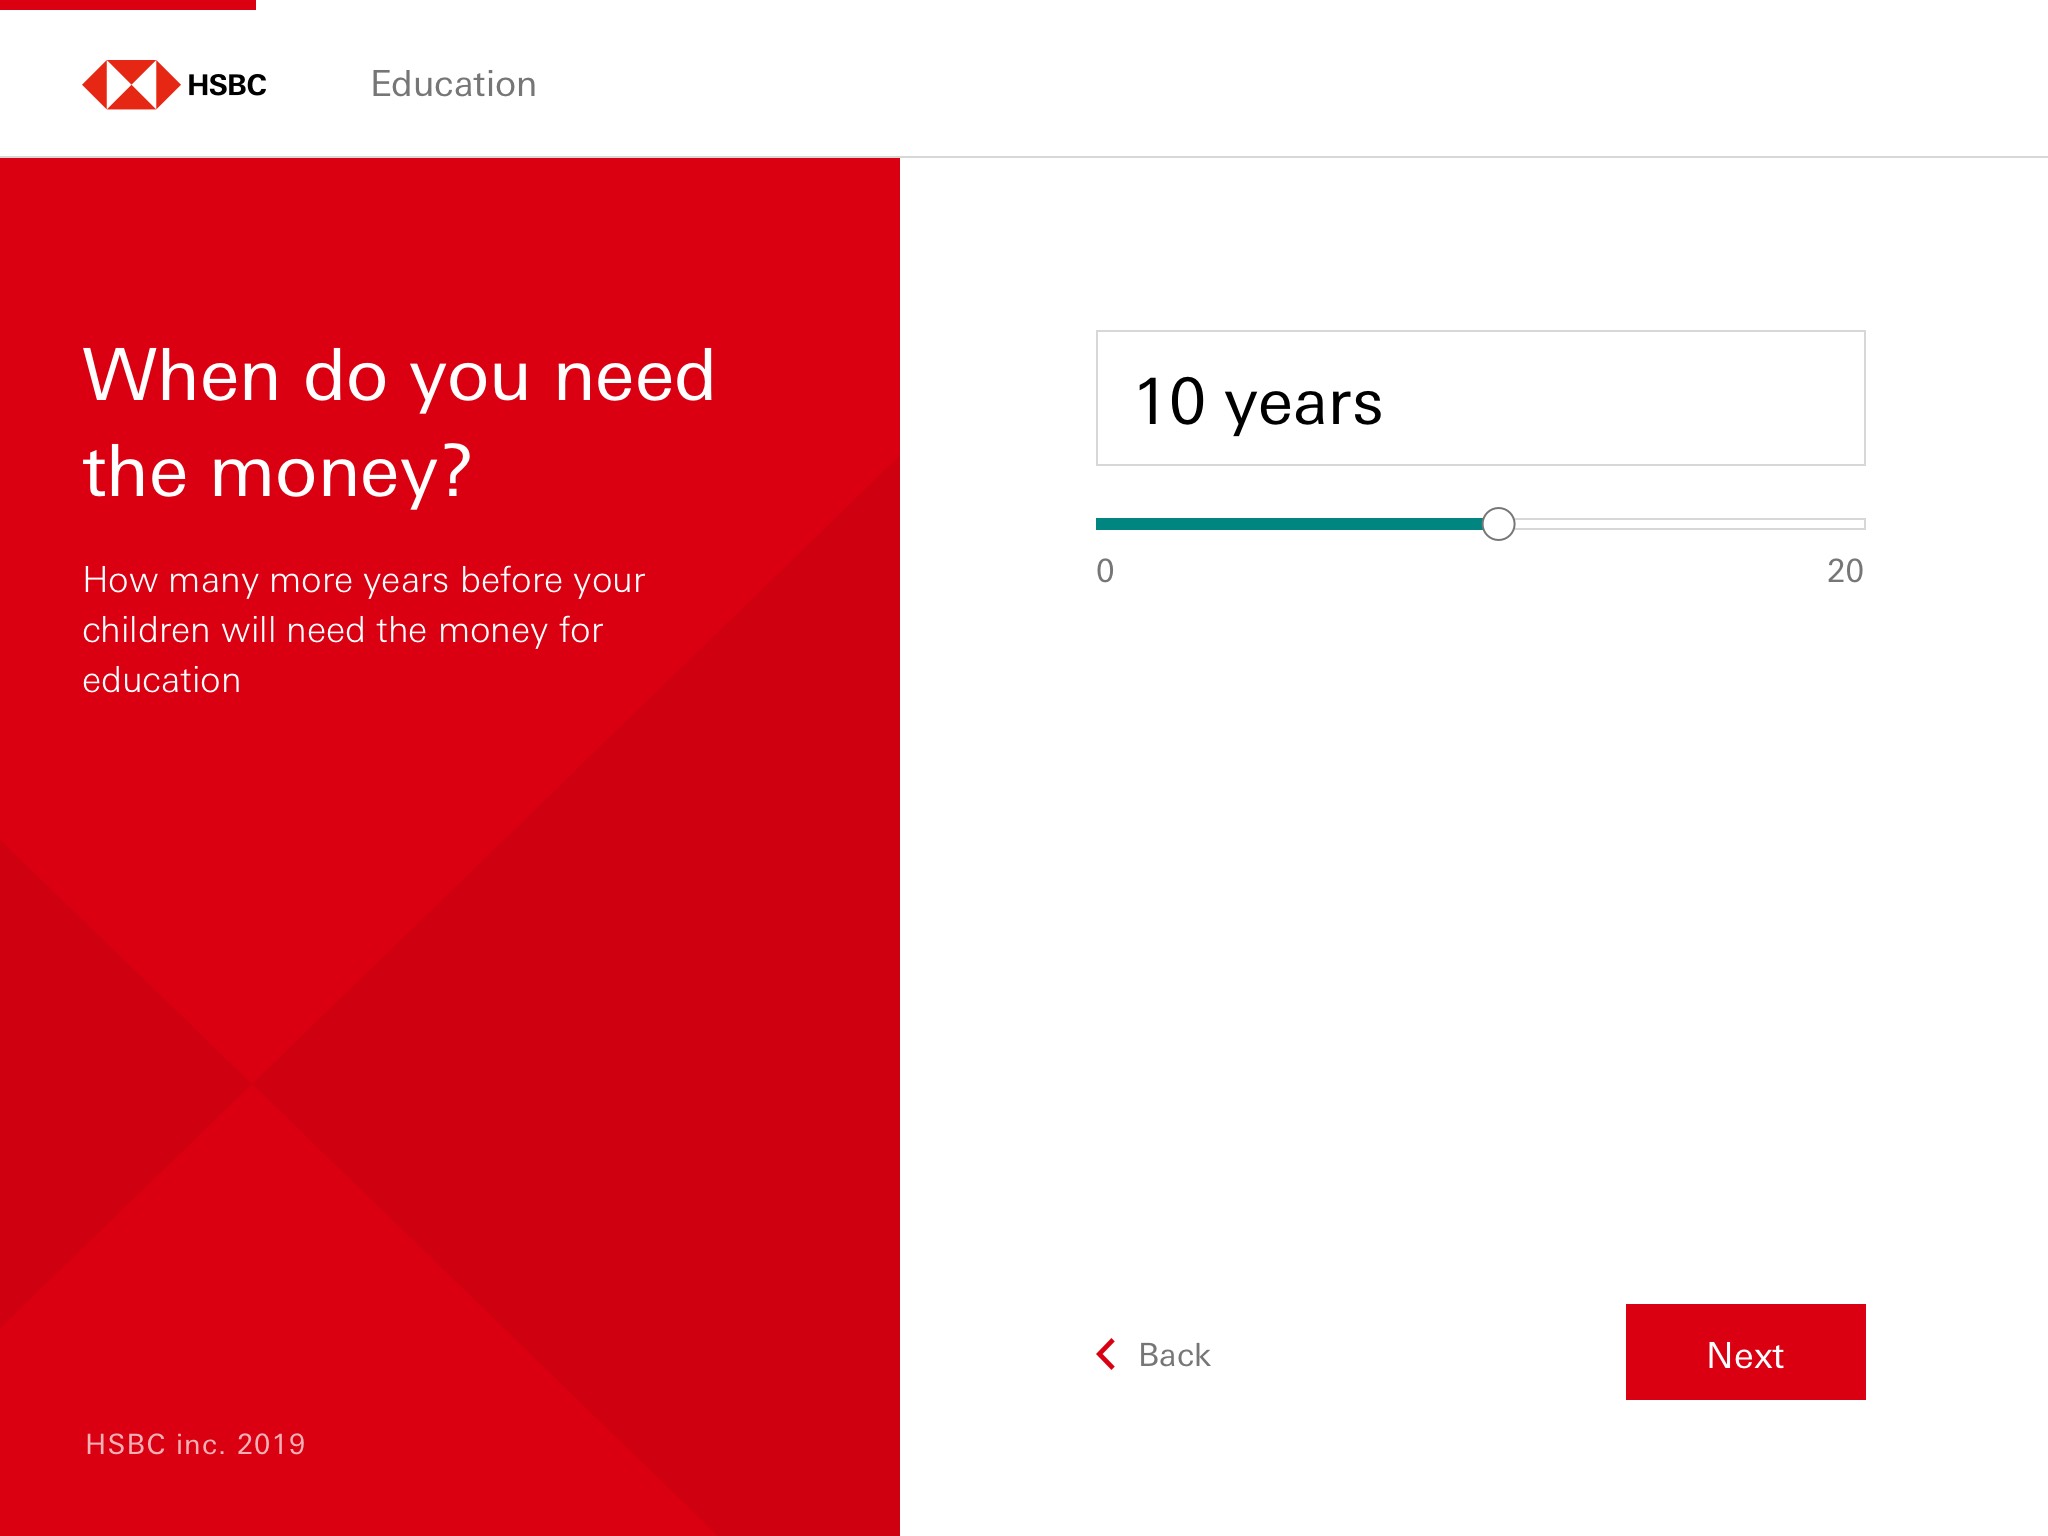 HSBC
Education
When do you need
the money?
How many more years before your
children will need the money for
education
10 years
0
20
Back
Next
HSBC inc. 2019